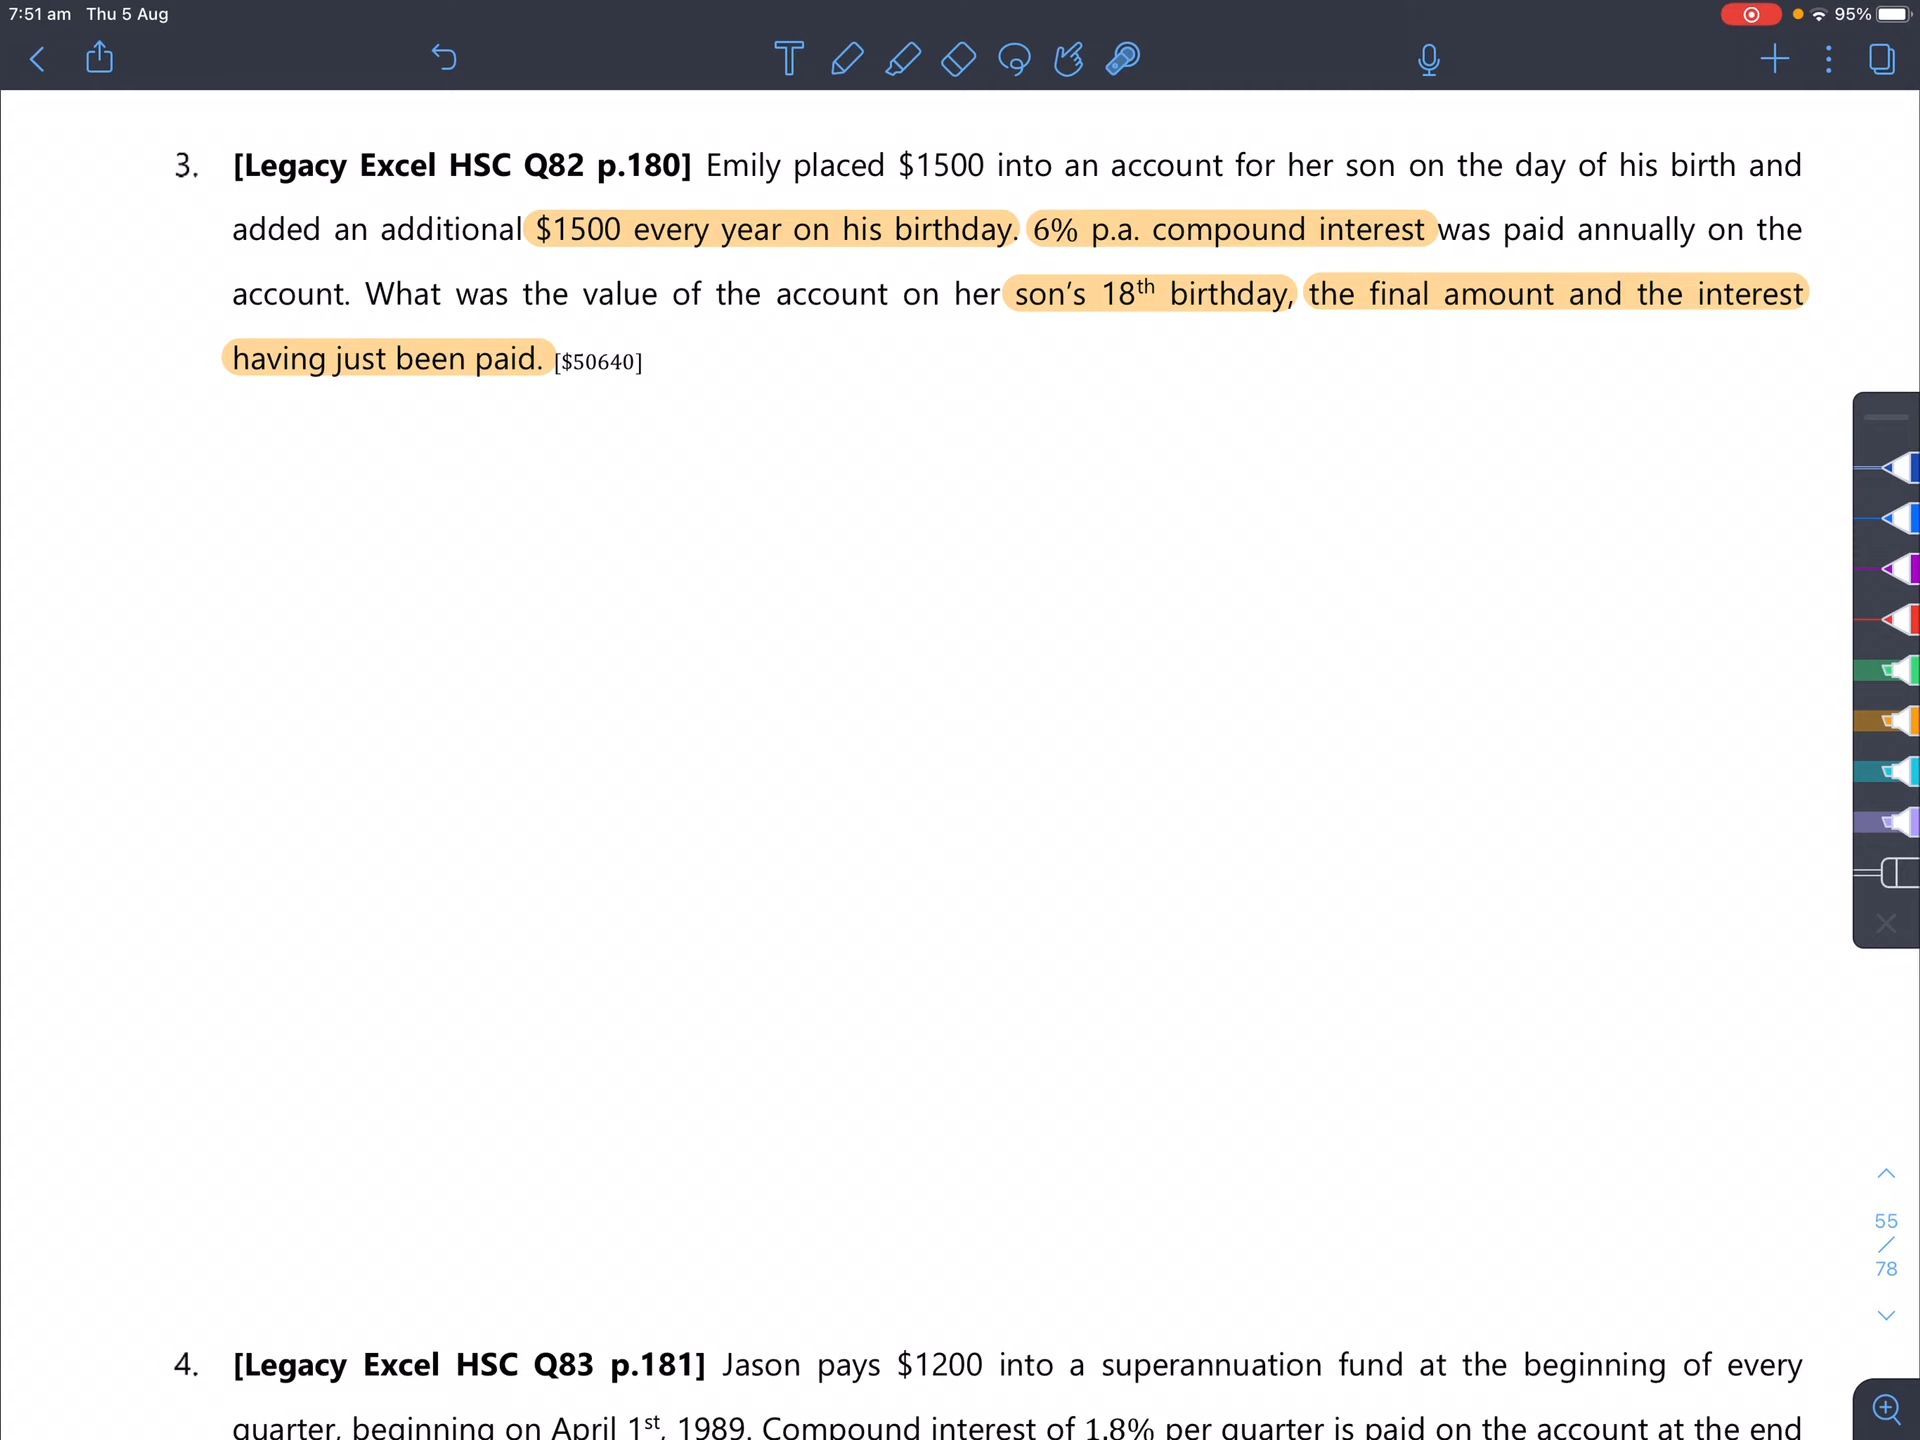 7:51 am Thu 5 Aug 95%
3. [Legacy Excel HSC Q82 p.180] Emily placed $1500 into an account for her son on the day of his birth and
added an additional $1500 every year on his birthday. 6% p.a. compound interest was paid annually on the
account. What was the value of the account on her son’s 18th birthday, the final amount and the interest
having just been paid. [$50640]
55
/
78
4. [Legacy Excel HSC Q83 p.181] Jason pays $1200 into a superannuation fund at the beginning of every
quarter, beginning on April 1st, 1989. Compound interest of 1.8% per quarter is paid on the account at the end